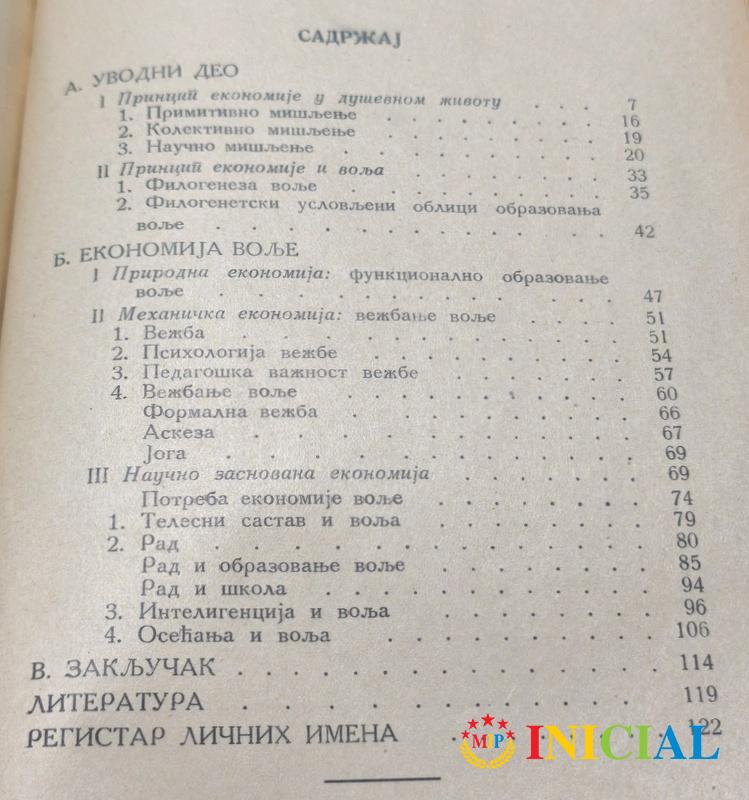 САДРЖАЈ
А. УВОДНИ ДЕО
I Принций економије у душевном животу . . . 7
1. Примитивно мишљење . . . . . . . 16
2. Колективно мишљење . . . . . . . 19
3. Научно мишљење . . . . . . . . 20
II Принций економије и воља . . . . . . 33
1. Филогенеза воље . . . . . . . . 35
2. Филогенетски условљени облици образовања
воље . . . . . . . . . . . . 42
Б. ЕКОНОМИЈА ВОЉЕ
I Природна економија: функционално образовање
воље . . . . . . . . . . . . 47
II Механичка економија: вежбање воље . . . . 51
1. Вежба . . . . . . . . . . . 51
2. Психологија вежбе . . . . . . . . 54
3. Педагошка важност вежбе . . . . . . 57
4. Вежбање воље . . . . . . . . . 60
Формална вежба . . . . . . . . 66
Аскеза . . . . . . . . . . . 67
Јога . . . . . . . . . . . . 69
III Научно заснована економија . . . . . . 69
Потреба економије воље . . . . . . 74
1. Телесни састав и воља . . . . . . 79
2. Рад . . . . . . . . . . . . 80
Рад и образовање воље . . . . . . 85
Рад и школа . . . . . . . . . 94
3. Интелигенција и воља . . . . . . 96
4. Осећања и воља . . . . . . . . 106
В. ЗАКЉУЧАК . . . . . . . . . . 114
ЛИТЕРАТУРА . . . . . . . . . . 119
РЕГИСТАР ЛИЧНИХ ИМЕНА . . . . . . 122
MP INICIAL